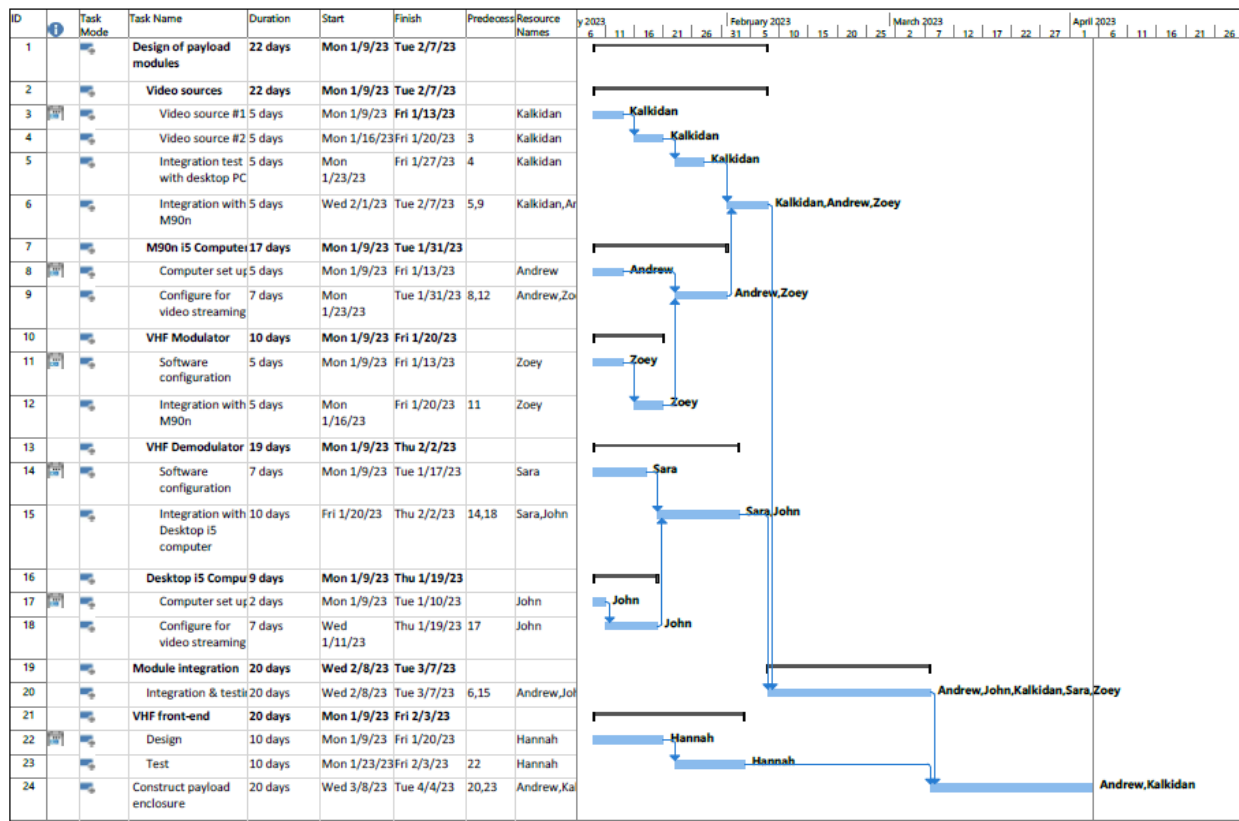 ID Task Mode Task Name Duration Start Finish Predecess Resource Names
y 2023 February 2023 March 2023 April 2023
6 11 16 21 26 31 5 10 15 20 25 2 7 12 17 22 27 1 6 11 16 21 26
1 Design of payload modules 22 days Mon 1/9/23 Tue 2/7/23
2 Video sources 22 days Mon 1/9/23 Tue 2/7/23
3 Video source #1 5 days Mon 1/9/23 Fri 1/13/23 Kalkidan Kalkidan
4 Video source #2 5 days Mon 1/16/23 Fri 1/20/23 3 Kalkidan Kalkidan
5 Integration test with desktop PC 5 days Mon 1/23/23 Fri 1/27/23 4 Kalkidan Kalkidan
6 Integration with M90n 5 days Wed 2/1/23 Tue 2/7/23 5,9 Kalkidan,Ar Kalkidan,Andrew,Zoey
7 M90n i5 Computer 17 days Mon 1/9/23 Tue 1/31/23
8 Computer set up 5 days Mon 1/9/23 Fri 1/13/23 Andrew Andrew
9 Configure for video streaming 7 days Mon 1/23/23 Tue 1/31/23 8,12 Andrew,Zo Andrew,Zoey
10 VHF Modulator 10 days Mon 1/9/23 Fri 1/20/23
11 Software configuration 5 days Mon 1/9/23 Fri 1/13/23 Zoey Zoey
12 Integration with M90n 5 days Mon 1/16/23 Fri 1/20/23 11 Zoey Zoey
13 VHF Demodulator 19 days Mon 1/9/23 Thu 2/2/23
14 Software configuration 7 days Mon 1/9/23 Tue 1/17/23 Sara Sara
15 Integration with Desktop i5 computer 10 days Fri 1/20/23 Thu 2/2/23 14,18 Sara,John Sara,John
16 Desktop i5 Compu 9 days Mon 1/9/23 Thu 1/19/23
17 Computer set up 2 days Mon 1/9/23 Tue 1/10/23 John John
18 Configure for video streaming 7 days Wed 1/11/23 Thu 1/19/23 17 John John
19 Module integration 20 days Wed 2/8/23 Tue 3/7/23
20 Integration & testin 20 days Wed 2/8/23 Tue 3/7/23 6,15 Andrew,Joh Andrew,John,Kalkidan,Sara,Zoey
21 VHF front-end 20 days Mon 1/9/23 Fri 2/3/23
22 Design 10 days Mon 1/9/23 Fri 1/20/23 Hannah Hannah
23 Test 10 days Mon 1/23/23 Fri 2/3/23 22 Hannah Hannah
24 Construct payload enclosure 20 days Wed 3/8/23 Tue 4/4/23 20,23 Andrew,Kal Andrew,Kalkidan